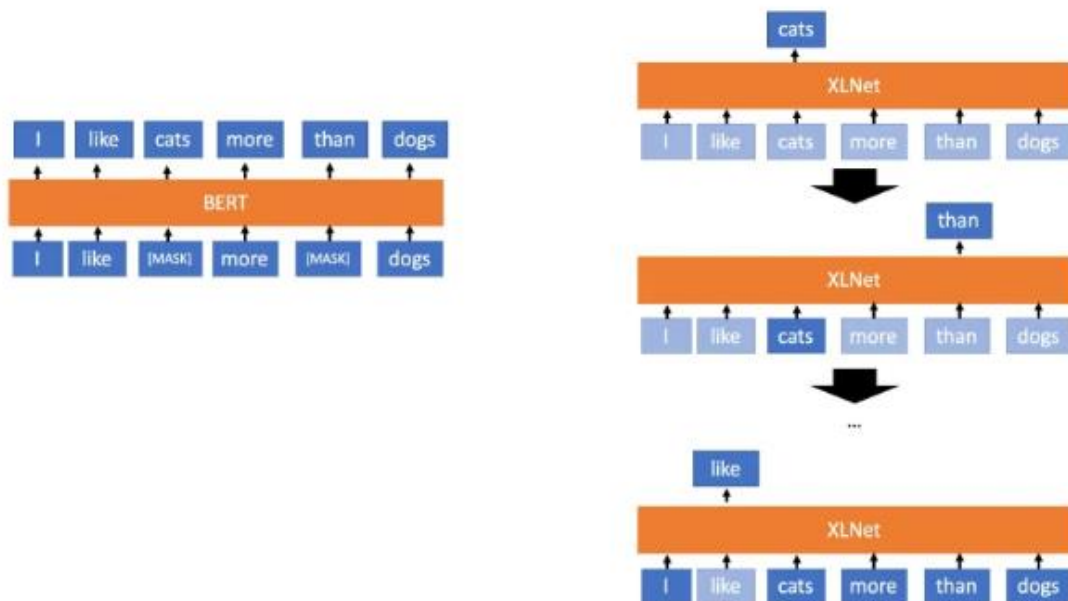 I like cats more than dogs
BERT
I like [MASK] more [MASK] dogs
cats
XLNet
I like cats more than dogs
than
XLNet
I like cats more than dogs
...
like
XLNet
I like cats more than dogs